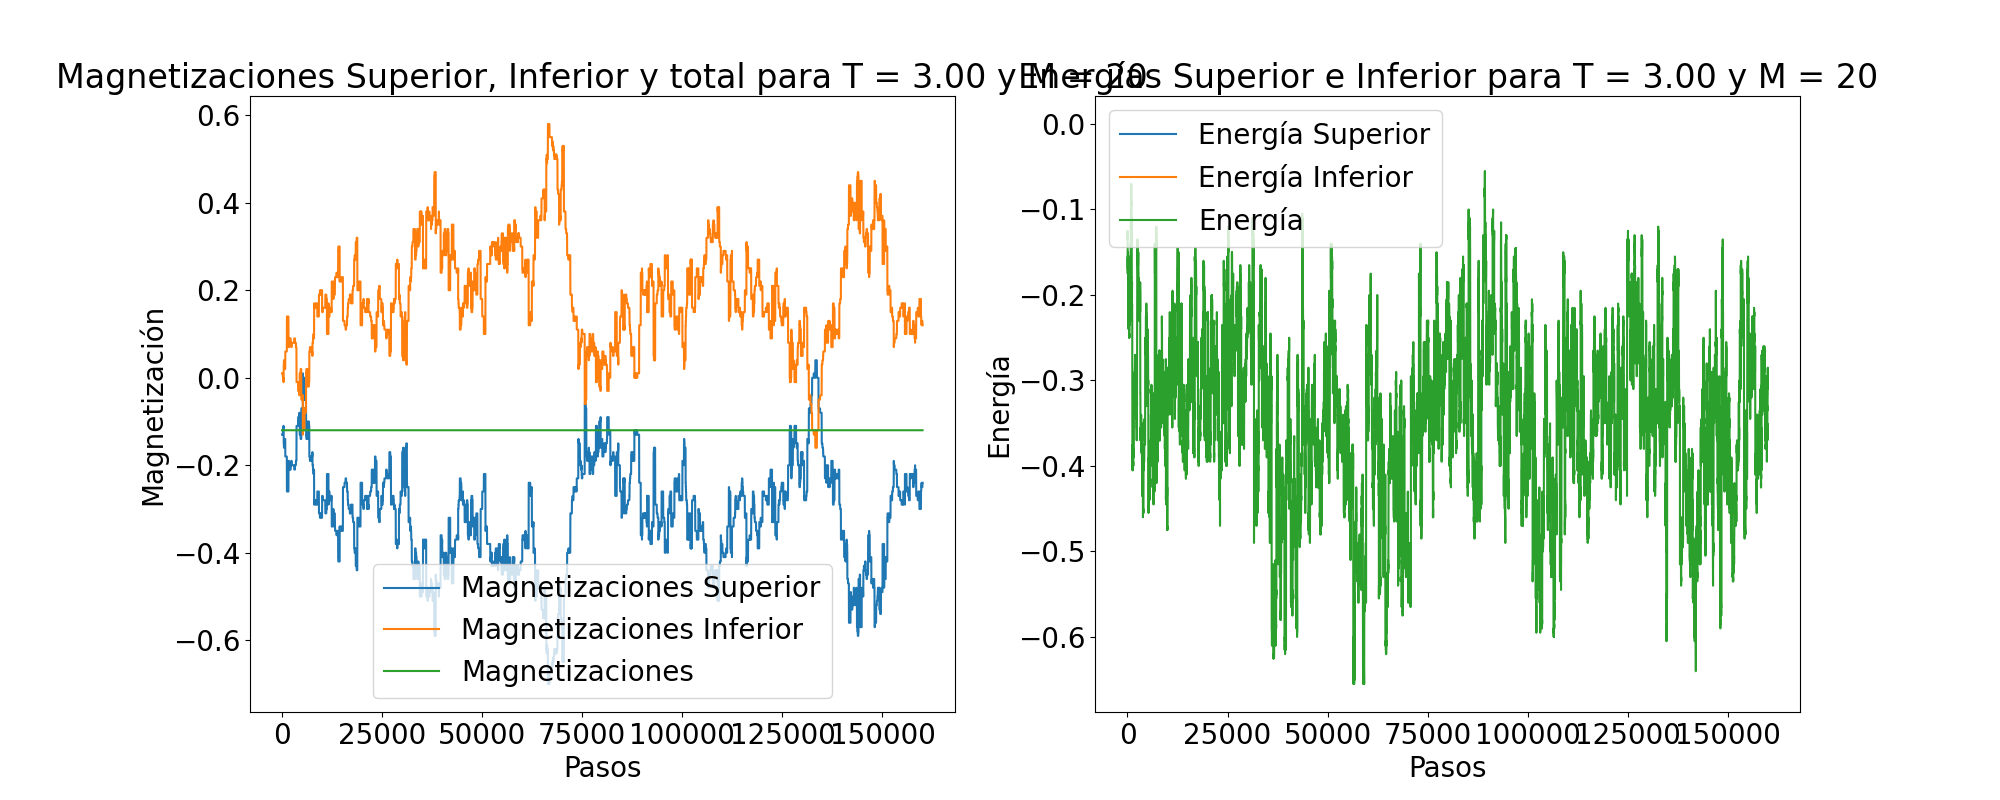 Magnetizaciones Superior, Inferior y total para T = 3.00 y M = 20
Energías Superior e Inferior para T = 3.00 y M = 20
0.6
0.4
0.2
0.0
−0.2
−0.4
−0.6
Magnetización
Magnetizaciones Superior
Magnetizaciones Inferior
Magnetizaciones
0 25000 50000 75000 100000 125000 150000
Pasos
Energía Superior
Energía Inferior
Energía
0.0
−0.1
−0.2
−0.3
−0.4
−0.5
−0.6
Energía
0 25000 50000 75000 100000 125000 150000
Pasos